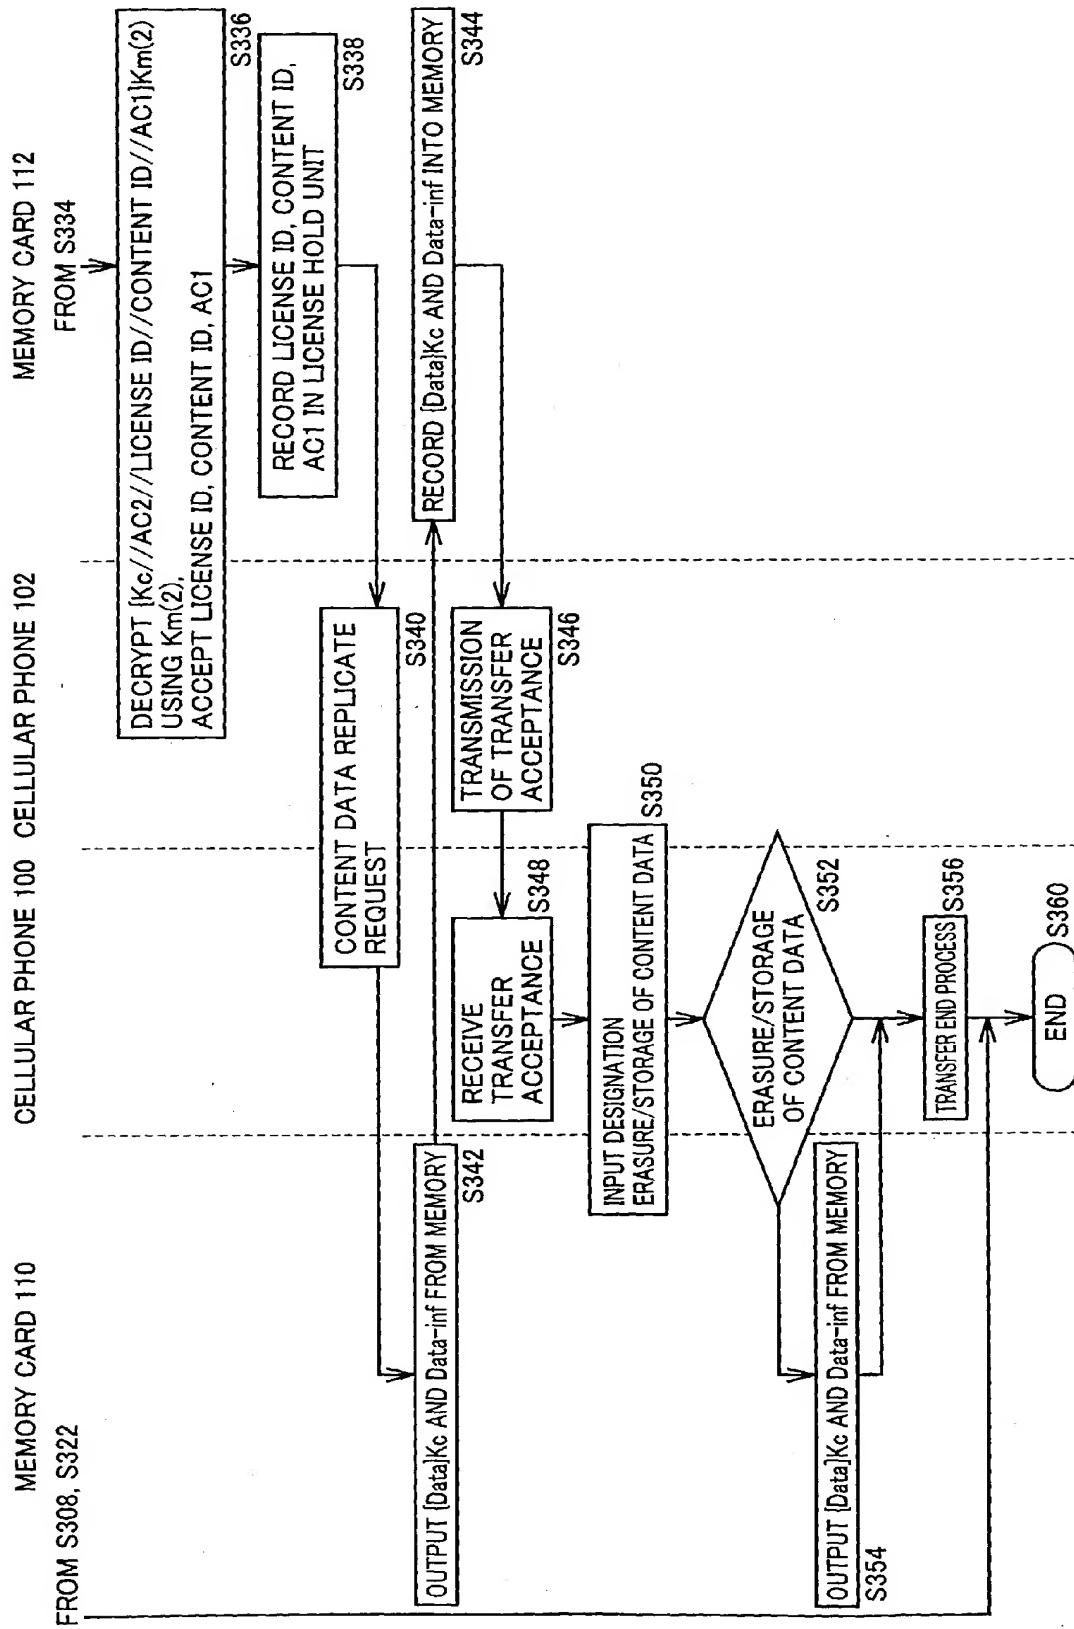 MEMORY CARD 110
CELLULAR PHONE 100
CELLULAR PHONE 102
MEMORY CARD 112
FROM S308, S322
FROM S334
DECRYPT {Kc//AC2//LICENSE ID//CONTENT ID//AC1}Km(2)
USING Km(2),
ACCEPT LICENSE ID, CONTENT ID, AC1
S336
RECORD LICENSE ID, CONTENT ID,
AC1 IN LICENSE HOLD UNIT
S338
CONTENT DATA REPLICATE
REQUEST
S340
OUTPUT {Data}Kc AND Data-inf FROM MEMORY
S342
RECORD {Data}Kc AND Data-inf INTO MEMORY
S344
TRANSMISSION
OF TRANSFER
ACCEPTANCE
S346
RECEIVE
TRANSFER
ACCEPTANCE
S348
INPUT DESIGNATION
ERASURE/STORAGE OF CONTENT DATA
S350
ERASURE/STORAGE
OF CONTENT DATA
S352
OUTPUT {Data}Kc AND Data-inf FROM MEMORY
S354
TRANSFER END PROCESS
S356
END
S360